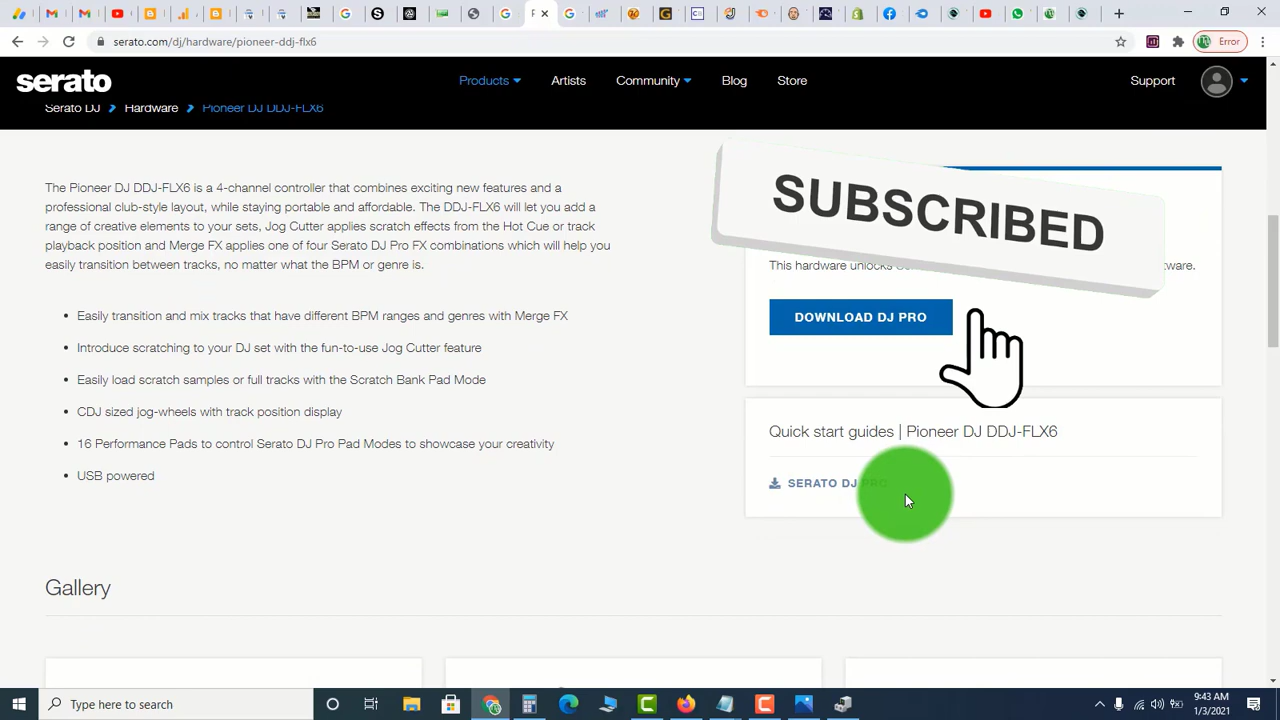 serato.com/dj/hardware/pioneer-ddj-flx6
Error
serato
Products
Artists
Community
Blog
Store
Support
Serato DJ
Hardware
Pioneer DJ DDJ-FLX6
The Pioneer DJ DDJ-FLX6 is a 4-channel controller that combines exciting new features and a
professional club-style layout, while staying portable and affordable. The DDJ-FLX6 will let you add a
range of creative elements to your sets, Jog Cutter applies scratch effects from the Hot Cue or track
playback position and Merge FX applies one of four Serato DJ Pro FX combinations which will help you
easily transition between tracks, no matter what the BPM or genre is.
Easily transition and mix tracks that have different BPM ranges and genres with Merge FX
Introduce scratching to your DJ set with the fun-to-use Jog Cutter feature
Easily load scratch samples or full tracks with the Scratch Bank Pad Mode
CDJ sized jog-wheels with track position display
16 Performance Pads to control Serato DJ Pro Pad Modes to showcase your creativity
USB powered
SUBSCRIBED
This hardware unlocks
DOWNLOAD DJ PRO
Quick start guides | Pioneer DJ DDJ-FLX6
SERATO DJ PRO
Gallery
Type here to search
9:43 AM
1/3/2021